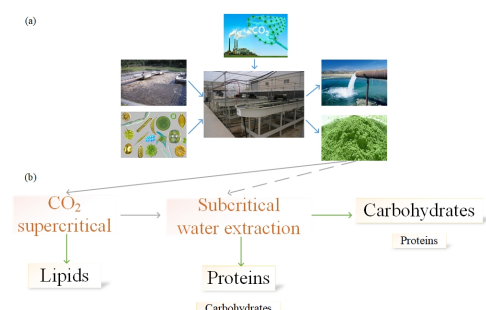 (a)
CO₂
(b)
CO₂
supercritical
Subcritical
water extraction
Carbohydrates
Proteins
Lipids
Proteins
Carbohydrates